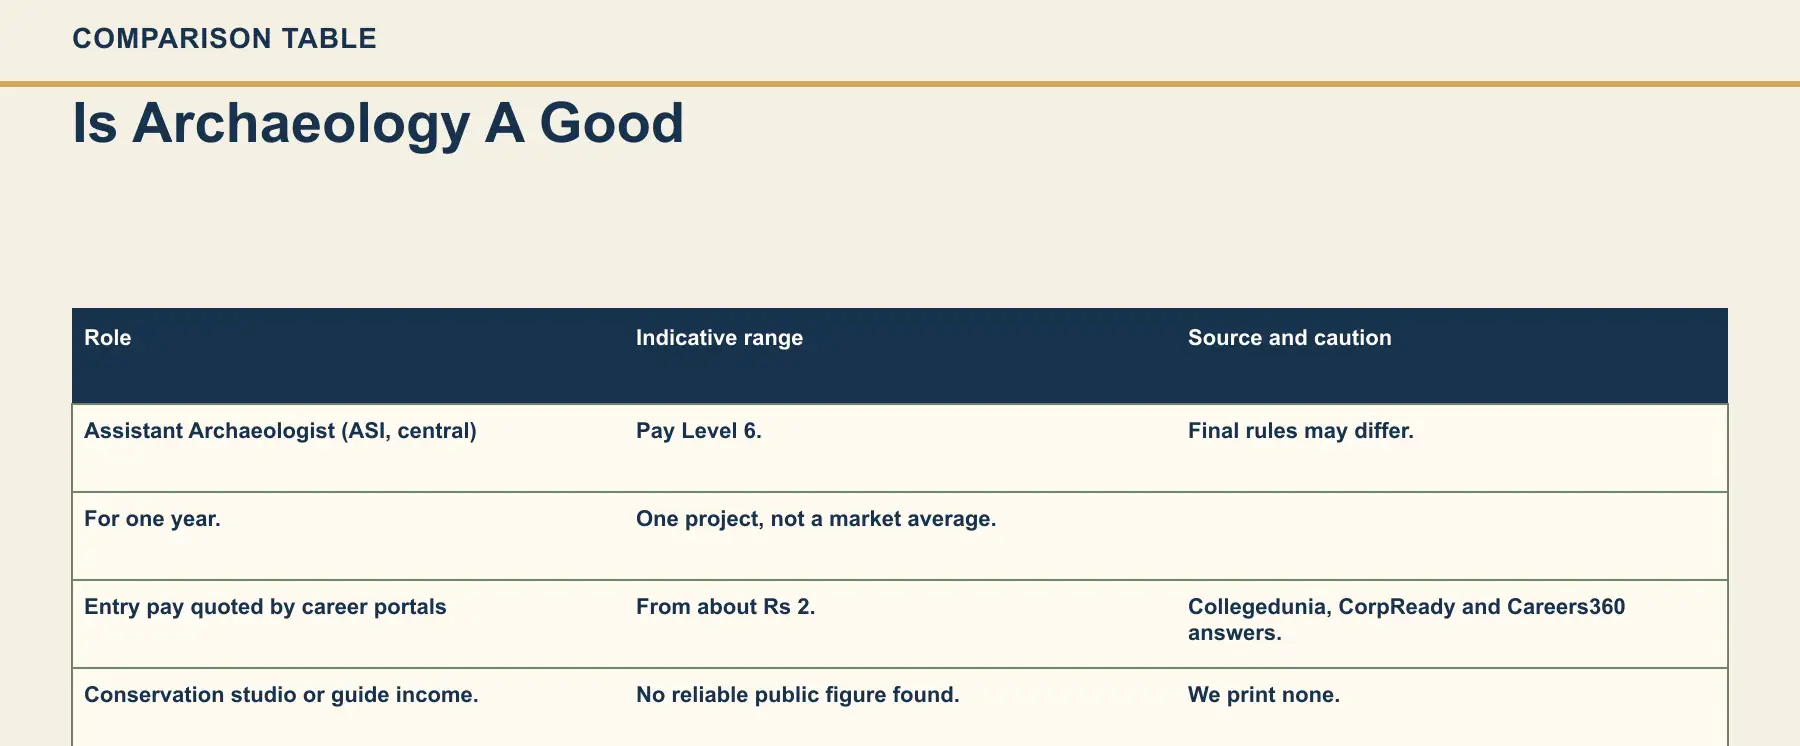 COMPARISON TABLE
Is Archaeology A Good
Role Indicative range Source and caution
Assistant Archaeologist (ASI, central) Pay Level 6. Final rules may differ.
For one year. One project, not a market average.
Entry pay quoted by career portals From about Rs 2. Collegedunia, CorpReady and Careers360
answers.
Conservation studio or guide income. No reliable public figure found. We print none.